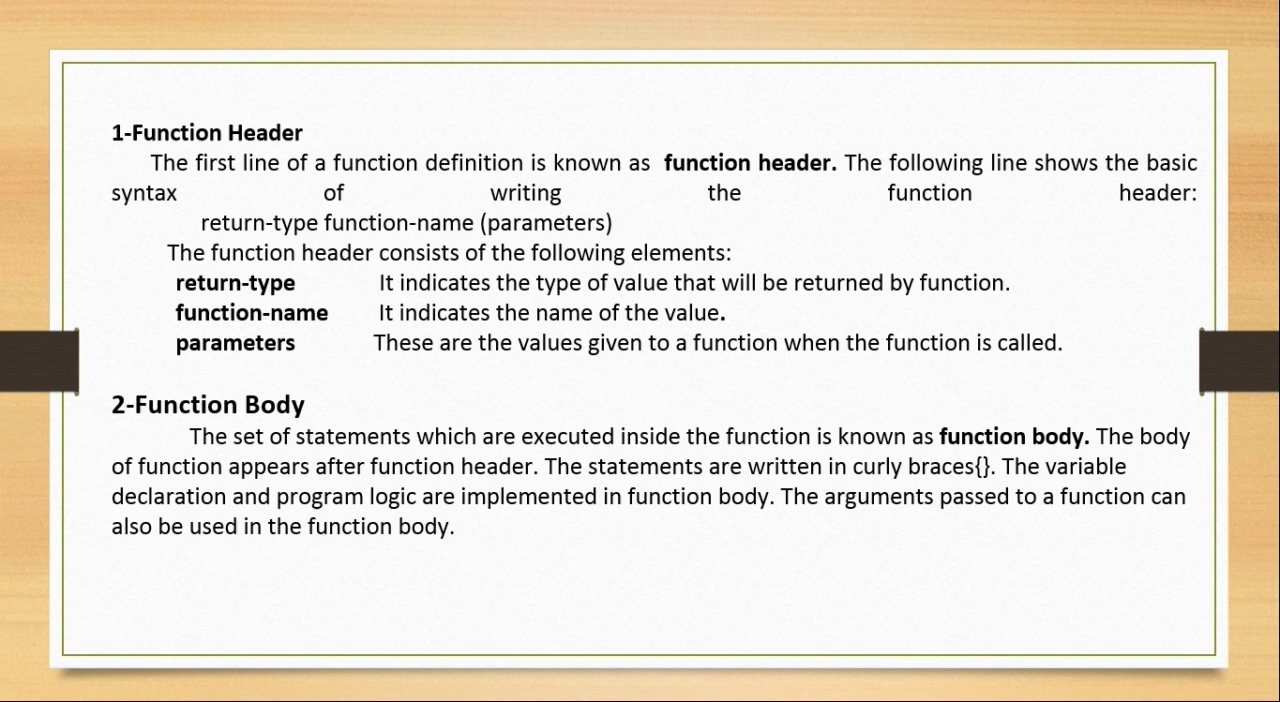 1-Function Header
The first line of a function definition is known as function header. The following line shows the basic
syntax of writing the function header:
return-type function-name (parameters)
The function header consists of the following elements:
return-type It indicates the type of value that will be returned by function.
function-name It indicates the name of the value.
parameters These are the values given to a function when the function is called.
2-Function Body
The set of statements which are executed inside the function is known as function body. The body
of function appears after function header. The statements are written in curly braces{}. The variable
declaration and program logic are implemented in function body. The arguments passed to a function can
also be used in the function body.